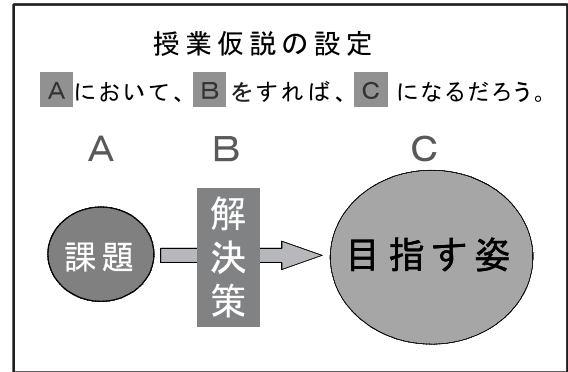 授業仮説の設定
Aにおいて、Bをすれば、Cになるだろう。
A B C
課題
解決策
目指す姿